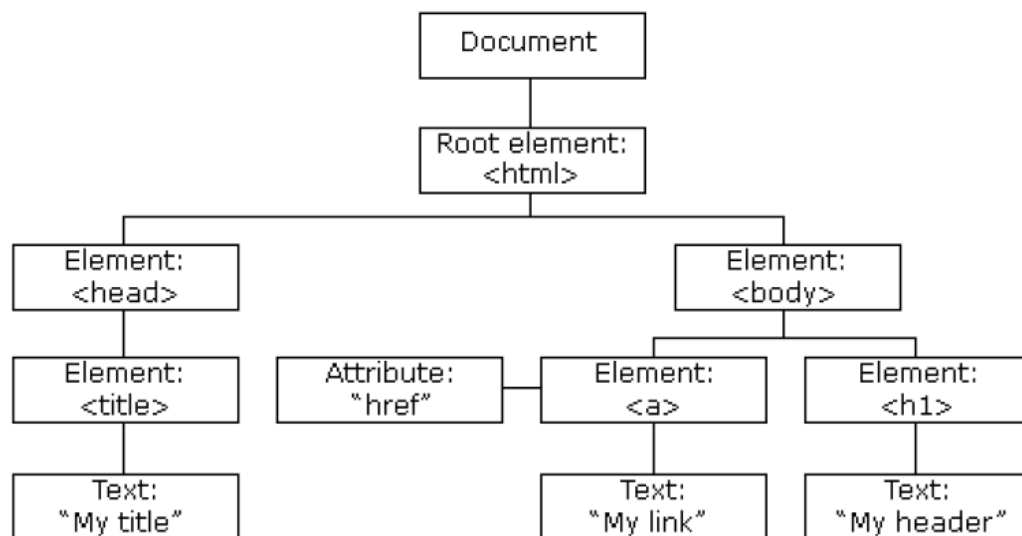 Document
Root element:
<html>
Element:
<head>
Element:
<body>
Element:
<title>
Attribute:
“href”
Element:
<a>
Element:
<h1>
Text:
“My title”
Text:
“My link”
Text:
“My header”